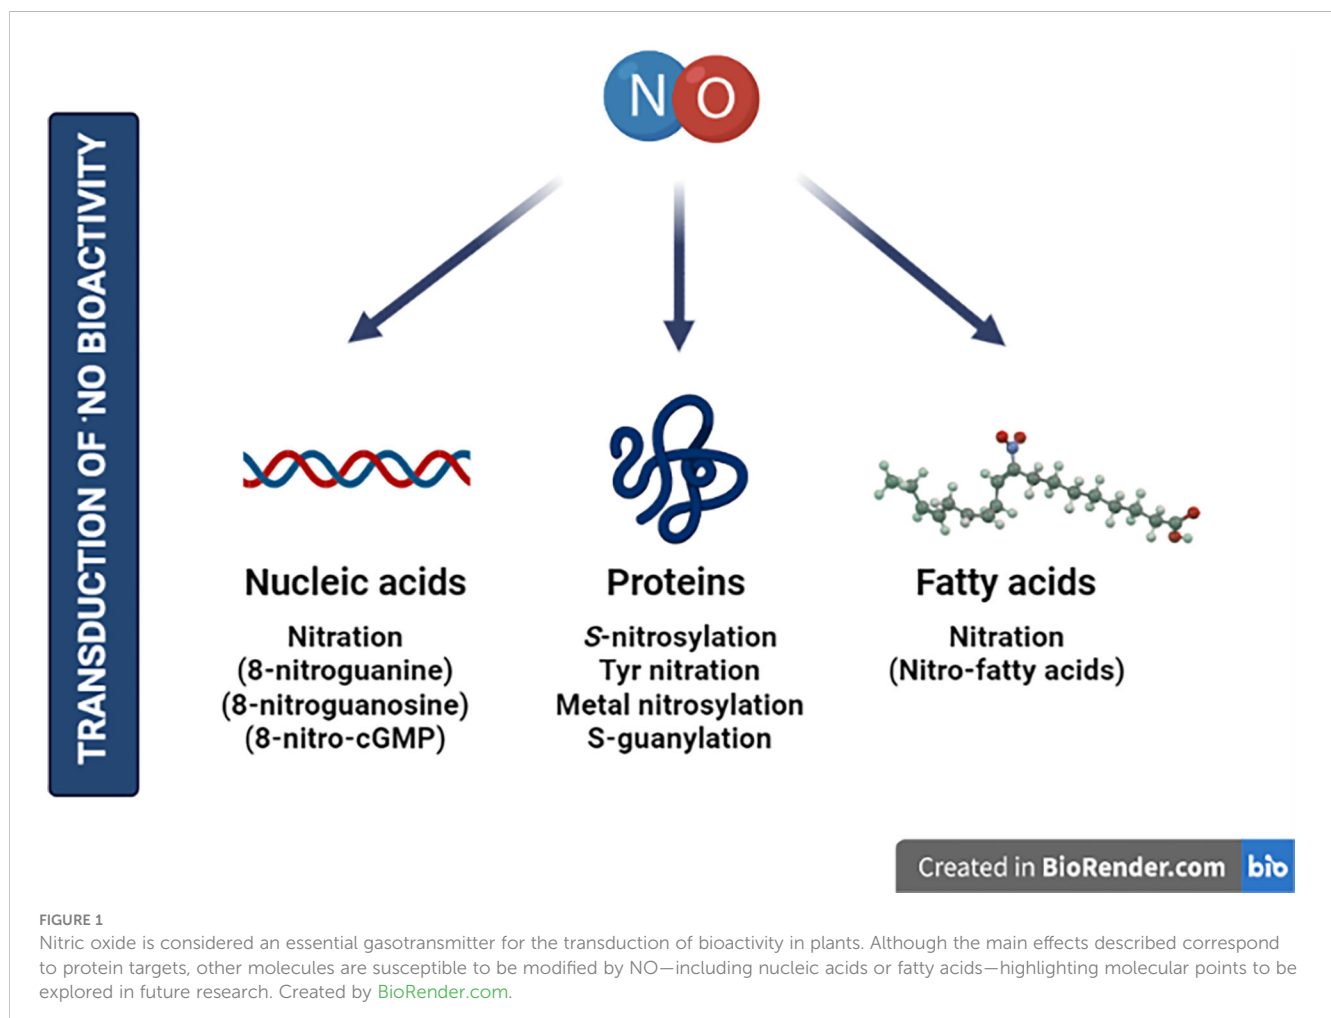 N O
TRANSDUCTION OF ·NO BIOACTIVITY
Nucleic acids
Nitration
(8-nitroguanine)
(8-nitroguanosine)
(8-nitro-cGMP)
Proteins
S-nitrosylation
Tyr nitration
Metal nitrosylation
S-guanylation
Fatty acids
Nitration
(Nitro-fatty acids)
Created in BioRender.com bio
FIGURE 1
Nitric oxide is considered an essential gasotransmitter for the transduction of bioactivity in plants. Although the main effects described correspond
to protein targets, other molecules are susceptible to be modified by NO—including nucleic acids or fatty acids—highlighting molecular points to be
explored in future research. Created by BioRender.com.